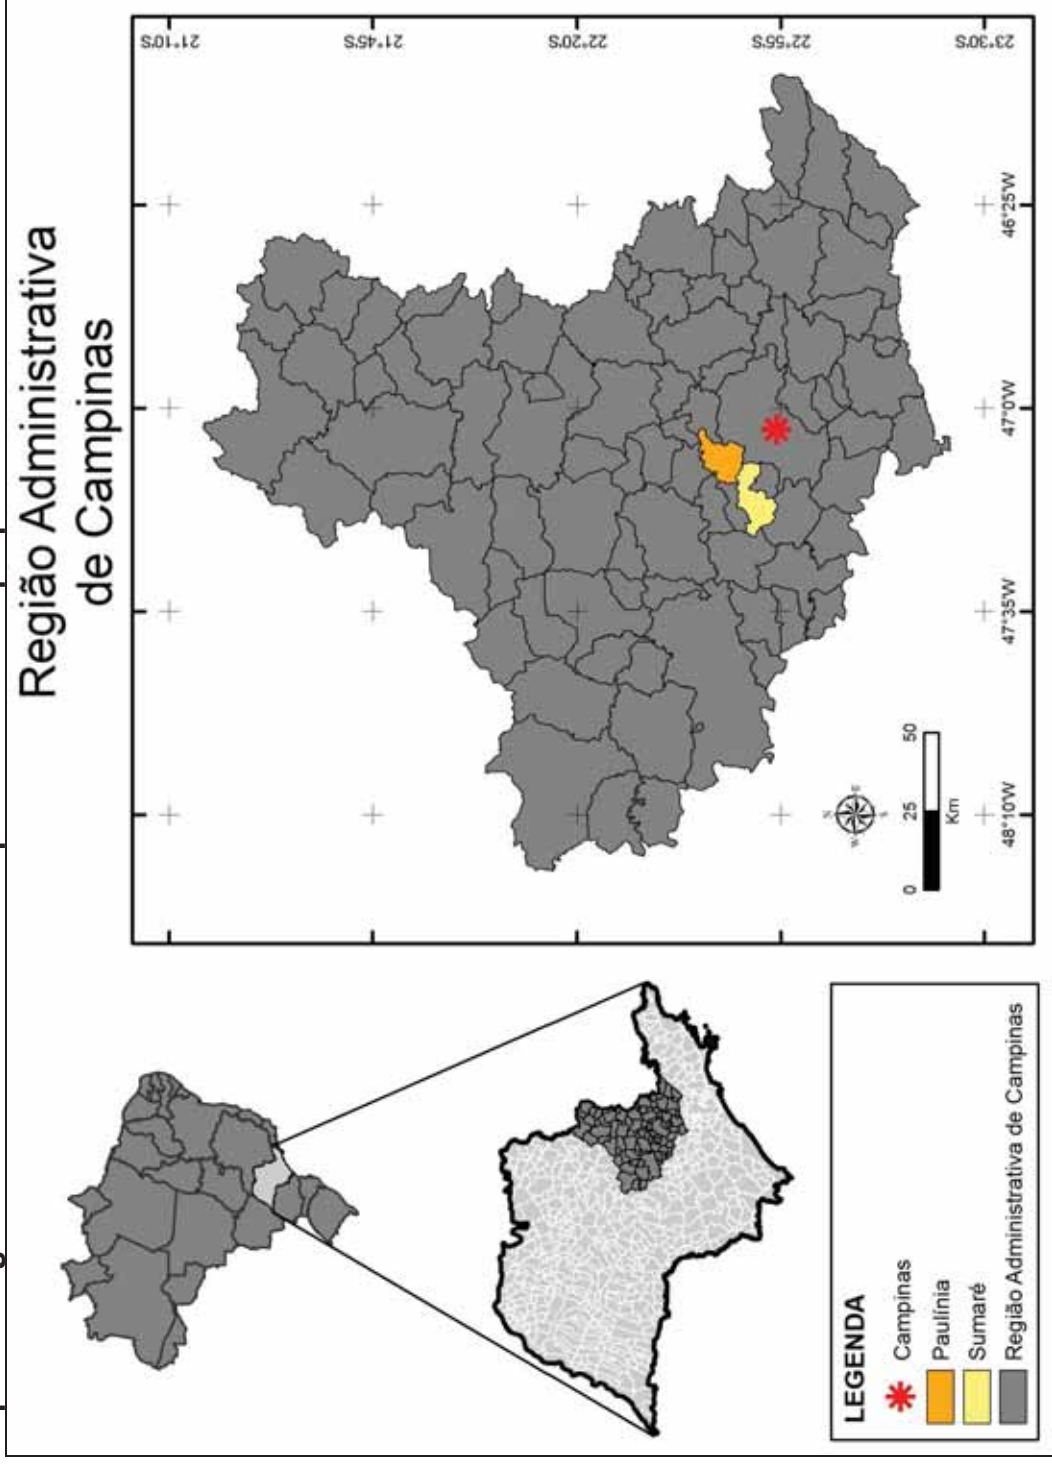 Região Administrativa
de Campinas
21°10'S
21°45'S
22°20'S
22°55'S
23°30'S
48°10'W
47°35'W
47°0'W
46°25'W
N
W
E
S
0
25
50
Km
LEGENDA
Campinas
Paulínia
Sumaré
Região Administrativa de Campinas